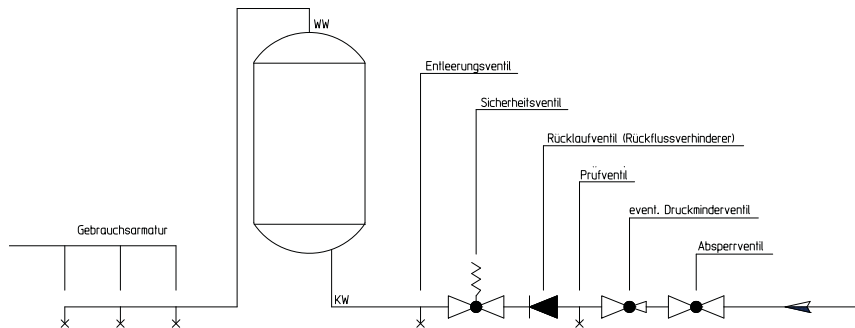 WW
Entleerungsventil
Sicherheitsventil
Rücklaufventil (Rückflussverhinderer)
Prüfventil
event. Druckminderventil
Gebrauchsarmatur
Absperrventil
KW